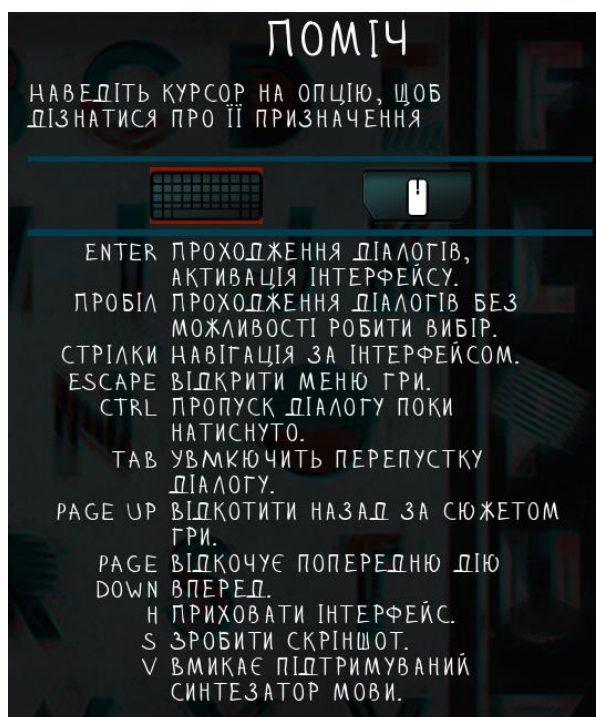 ПОМІЧ
НАВЕДІТЬ КУРСОР НА ОПЦІЮ, ЩОБ
ДІЗНАТИСЯ ПРО ЇЇ ПРИЗНАЧЕННЯ
ENTER ПРОХОДЖЕННЯ ДІАЛОГІВ,
АКТИВАЦІЯ ІНТЕРФЕЙСУ.
ПРОБІЛ ПРОХОДЖЕННЯ ДІАЛОГІВ БЕЗ
МОЖЛИВОСТІ РОБИТИ ВИБІР.
СТРІЛКИ НАВІГАЦІЯ ЗА ІНТЕРФЕЙСОМ.
ESCAPE ВІДКРИТИ МЕНЮ ГРИ.
CTRL ПРОПУСК ДІАЛОГУ ПОКИ
НАТИСНУТО.
TAB УВМКЮЧИТЬ ПЕРЕПУСТКУ
ДІАЛОГУ.
PAGE UP ВІДКОТИТИ НАЗАД ЗА СЮЖЕТОМ
ГРИ.
PAGE ВІДКОЧУЄ ПОПЕРЕДНЮ ДІЮ
DOWN ВПЕРЕД.
H ПРИХОВАТИ ІНТЕРФЕЙС.
S ЗРОБИТИ СКРІНШОТ.
V ВМИКАЄ ПІДТРИМУВАНИЙ
СИНТЕЗАТОР МОВИ.